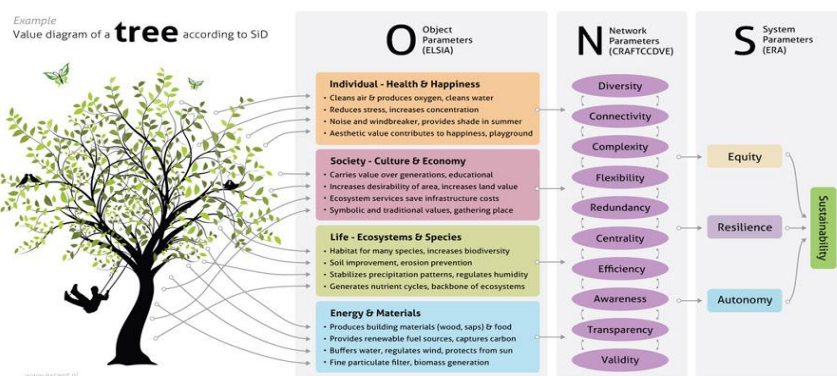 Example
Value diagram of a tree according to SiD
O Object
Parameters
(ELSIA)
N Network
Parameters
(CRAFTCCDVE)
S System
Parameters
(ERA)
Individual - Health & Happiness
• Cleans air & produces oxygen, cleans water
• Reduces stress, increases concentration
• Noise and windbreaker, provides shade in summer
• Aesthetic value contributes to happiness, playground
Society - Culture & Economy
• Carries value over generations, educational
• Increases desirability of area, increases land value
• Ecosystem services save infrastructure costs
• Symbolic and traditional values, gathering place
Life - Ecosystems & Species
• Habitat for many species, increases biodiversity
• Soil improvement, erosion prevention
• Stabilizes precipitation patterns, regulates humidity
• Generates nutrient cycles, backbone of ecosystems
Energy & Materials
• Produces building materials (wood, saps) & food
• Provides renewable fuel sources, captures carbon
• Buffers water, regulates wind, protects from sun
• Fine particulate filter, biomass generation
Diversity
Connectivity
Complexity
Flexibility
Redundancy
Centrality
Efficiency
Awareness
Transparency
Validity
Equity
Resilience
Autonomy
Sustainability